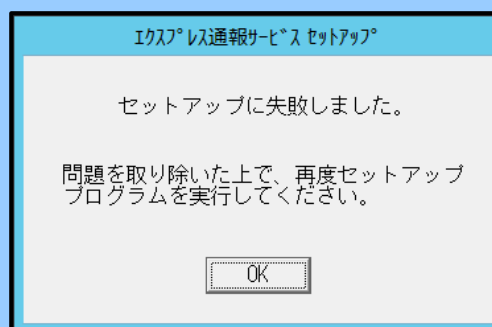 ｴｸｽﾌﾟﾚｽ通報ｻｰﾋﾞｽ ｾｯﾄｱｯﾌﾟ
セットアップに失敗しました。
問題を取り除いた上で、再度セットアップ
プログラムを実行してください。
OK